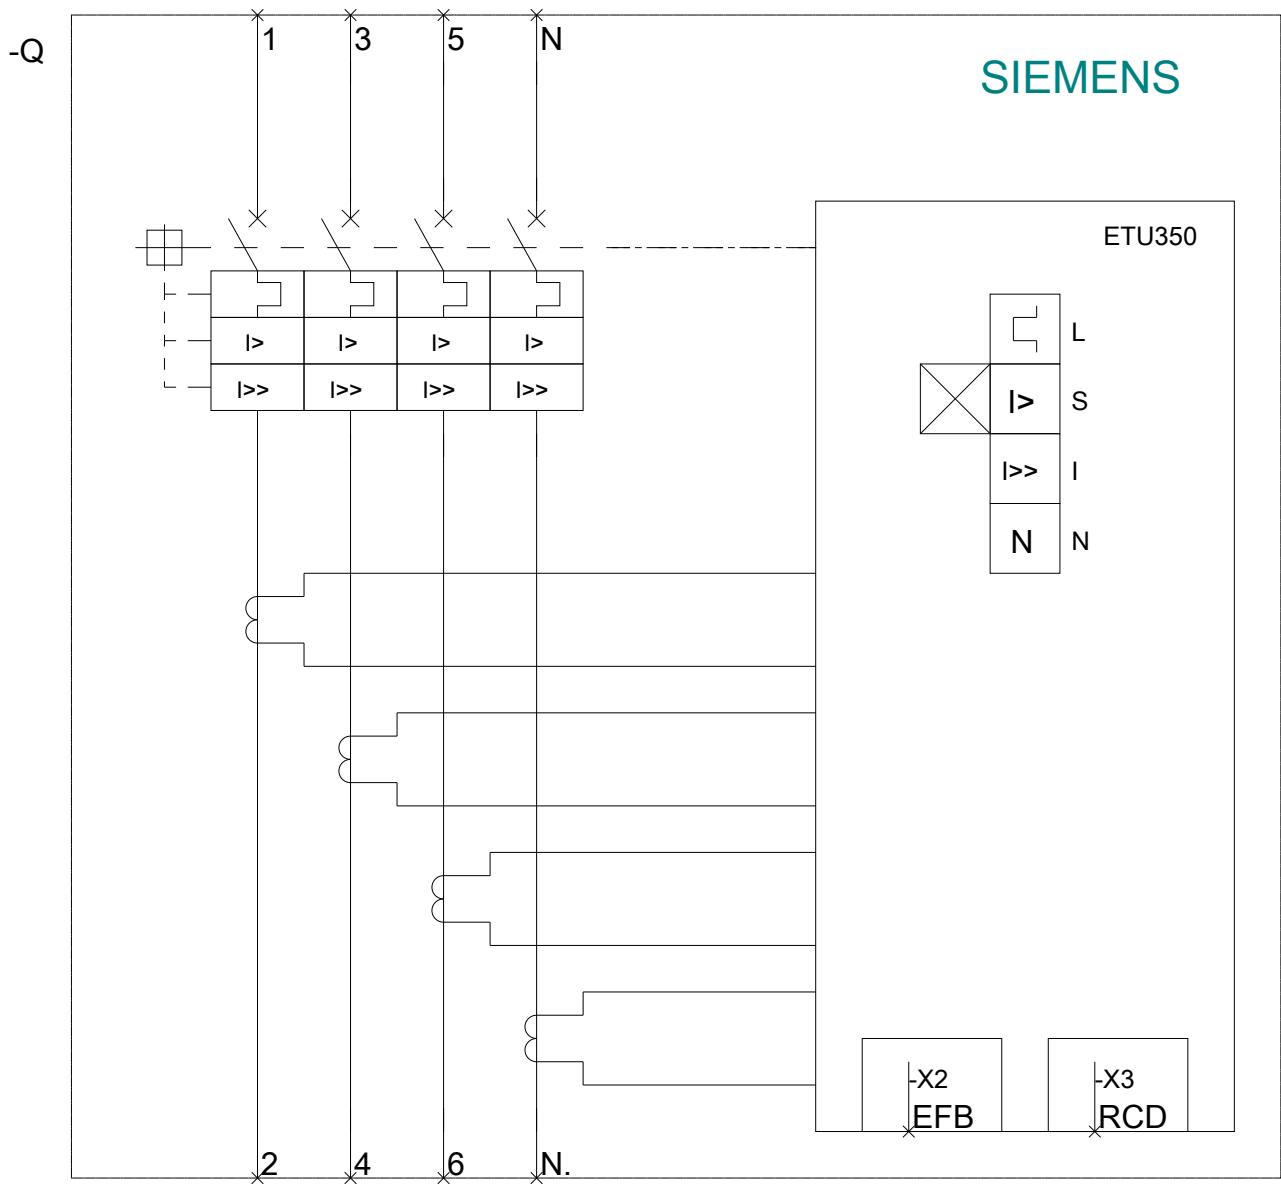 1 3 5 N
-Q
SIEMENS
ETU350
L
I> I> I> I>
I>> I>> I>> I>>
I> S
I>> I
N N
-X2 -X3
EFB RCD
2 4 6 N.